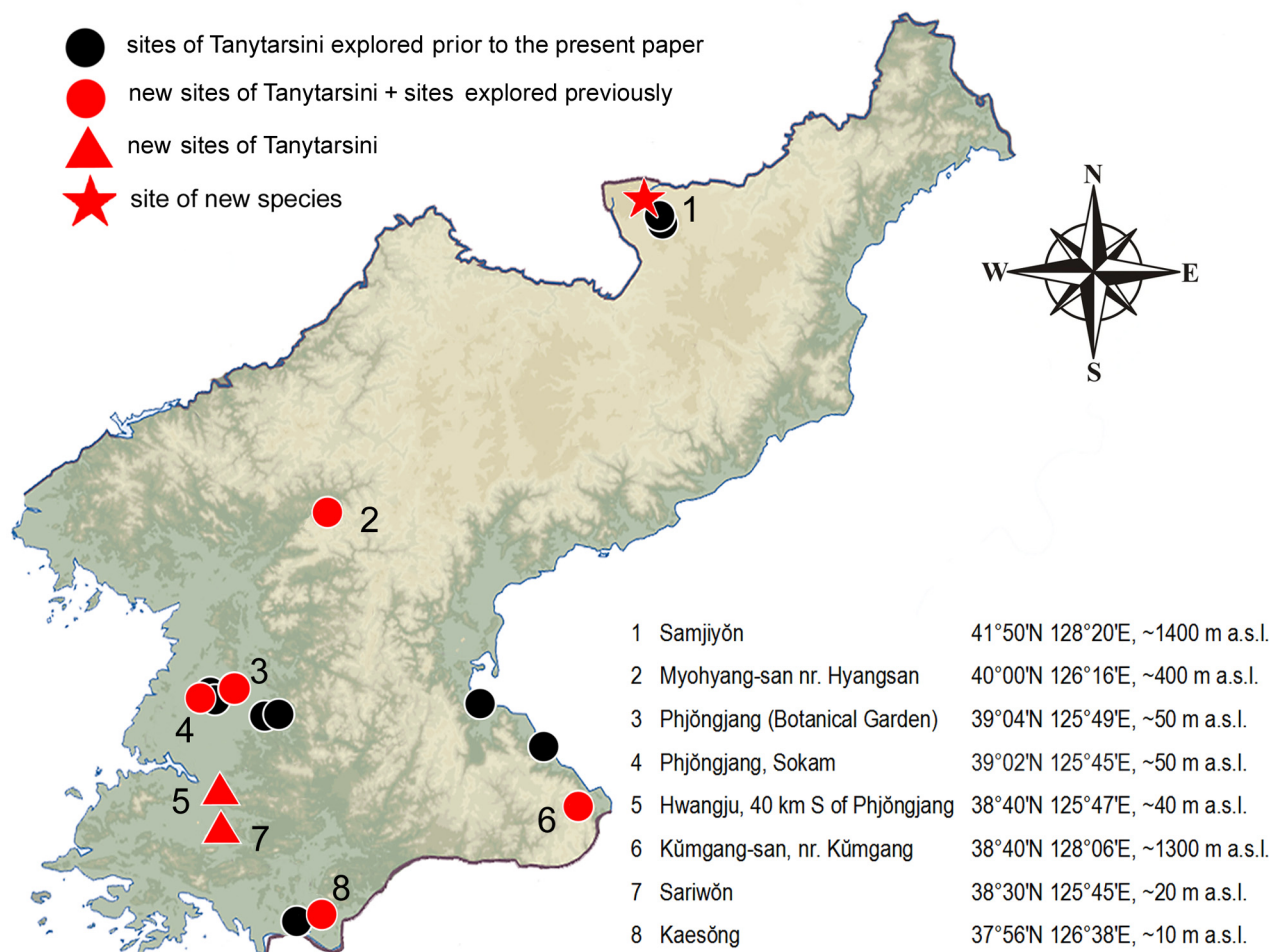 sites of Tanytarsini explored prior to the present paper
new sites of Tanytarsini + sites explored previously
new sites of Tanytarsini
site of new species
1
N
W
E
S
2
3
4
5
6
7
8
1 Samjiyŏn 41°50'N 128°20'E, ~1400 m a.s.l.
2 Myohyang-san nr. Hyangsan 40°00'N 126°16'E, ~400 m a.s.l.
3 Phjŏngjang (Botanical Garden) 39°04'N 125°49'E, ~50 m a.s.l.
4 Phjŏngjang, Sokam 39°02'N 125°45'E, ~50 m a.s.l.
5 Hwangju, 40 km S of Phjŏngjang 38°40'N 125°47'E, ~40 m a.s.l.
6 Kŭmgang-san, nr. Kŭmgang 38°40'N 128°06'E, ~1300 m a.s.l.
7 Sariwŏn 38°30'N 125°45'E, ~20 m a.s.l.
8 Kaesŏng 37°56'N 126°38'E, ~10 m a.s.l.